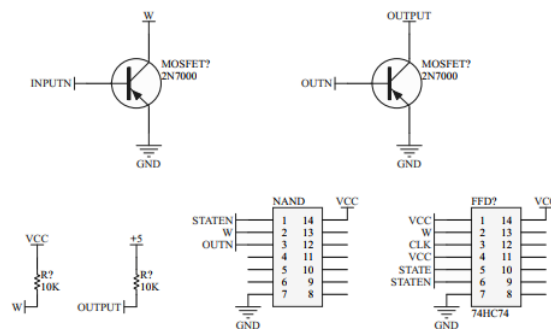 W
MOSFET?
2N7000
INPUTN
GND
OUTPUT
MOSFET?
2N7000
OUTN
GND
VCC
R?
10K
W
+5
R?
10K
OUTPUT
NAND
VCC
STATEN 1 14
W 2 13
OUTN 3 12
4 11
5 10
6 9
7 8
GND
FFD?
VCC 1 14
W 2 13
CLK 3 12
VCC 4 11
STATE 5 10
STATEN 6 9
7 8
74HC74
GND